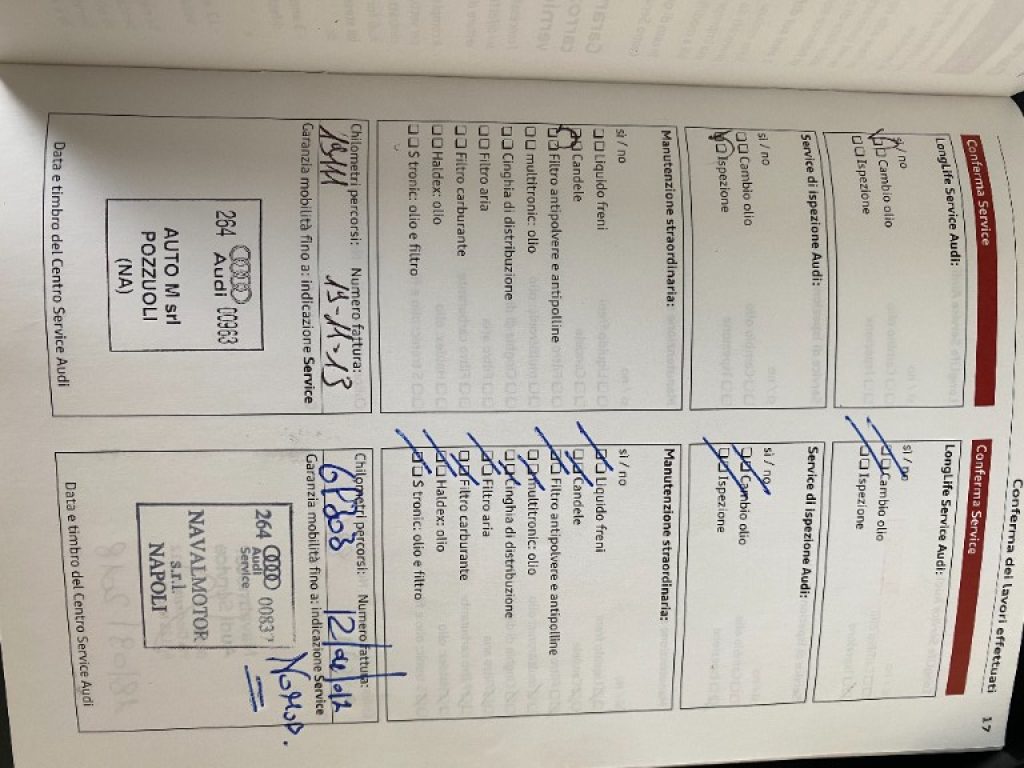 Conferma dei lavori effettuati
17
Conferma Service
LongLife Service Audi:
sì / no
Cambio olio
Ispezione
Service di ispezione Audi:
sì / no
Cambio olio
Ispezione
Manutenzione straordinaria:
sì / no
Liquido freni
Candele
Filtro antipolvere e antipolline
multitronic: olio
Cinghia di distribuzione
Filtro aria
Filtro carburante
Haldex: olio
S tronic: olio e filtro
Chilometri percorsi: Numero fattura:
13-11-13
Garanzia mobilità fino a: indicazione Service
264 Audi 00963
AUTO M srl
POZZUOLI
(NA)
Data e timbro del Centro Service Audi
Conferma Service
LongLife Service Audi:
sì / no
Cambio olio
Ispezione
Service di ispezione Audi:
sì / no
Cambio olio
Ispezione
Manutenzione straordinaria:
sì / no
Liquido freni
Candele
Filtro antipolvere e antipolline
multitronic: olio
Cinghia di distribuzione
Filtro aria
Filtro carburante
Haldex: olio
S tronic: olio e filtro
Chilometri percorsi: Numero fattura:
Garanzia mobilità fino a: indicazione Service
264 Audi Service
NAVALMOTOR
s.r.l.
NAPOLI
Data e timbro del Centro Service Audi